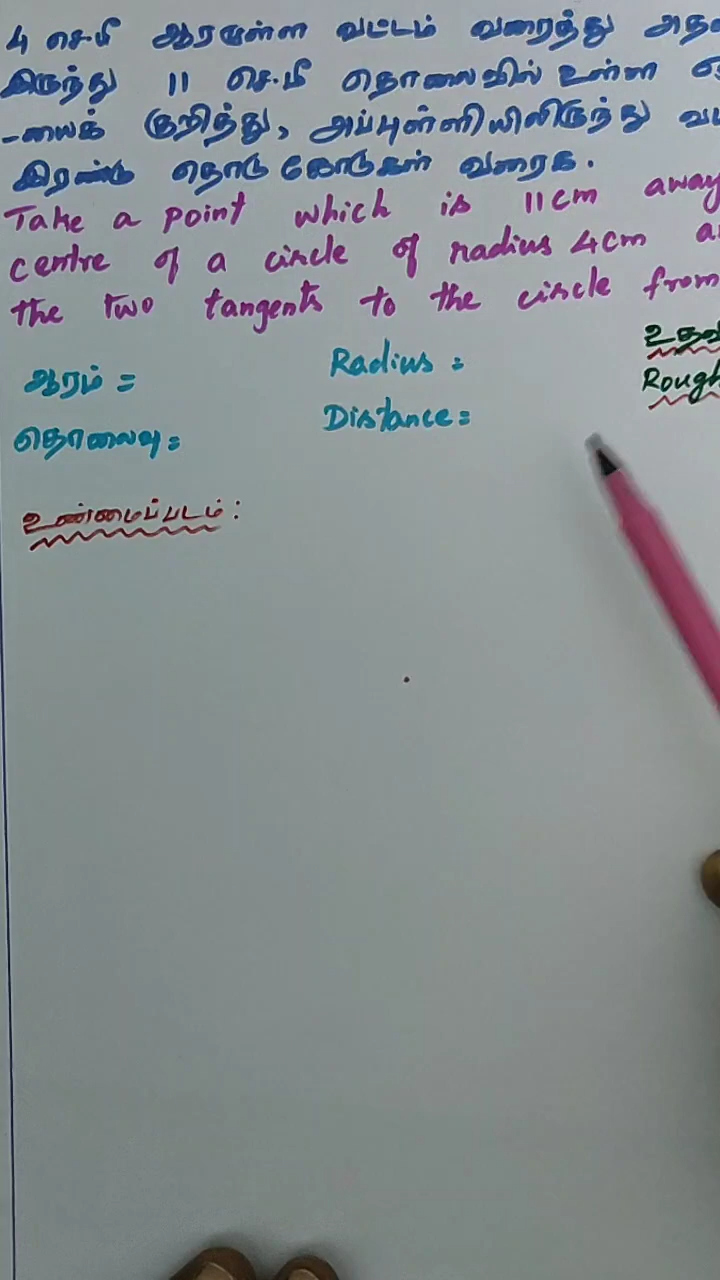 4 செ.மீ ஆரமுள்ள வட்டம் வரைத்து
இருந்து 11 செ.மீ தொலைவில் உள்ள
-யைக் குறித்து, அப்புள்ளியிலிருந்து
இரண்டு தொடுகோடுகள் வரைக.
Take a point which is 11cm away
centre of a circle of radius 4cm
the two tangents to the circle from
ஆரம் = Radius =
தொலைவு = Distance =
Rough
உண்மைப்படம் :